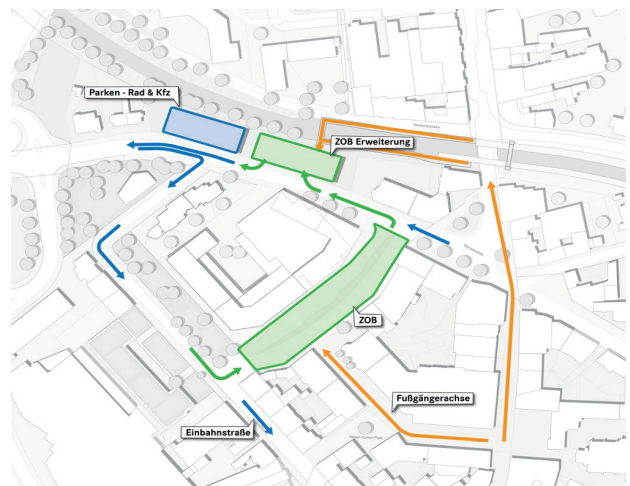 Parken - Rad & Kfz
ZOB Erweiterung
ZOB
Fußgängerachse
Einbahnstraße